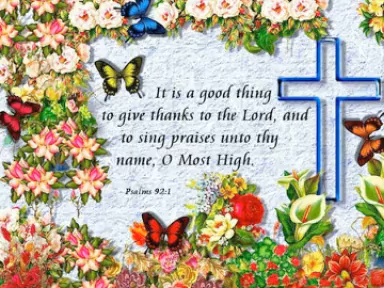 It is a good thing
to give thanks to the Lord, and
to sing praises unto thy
name, O Most High.
- Psalms 92:1